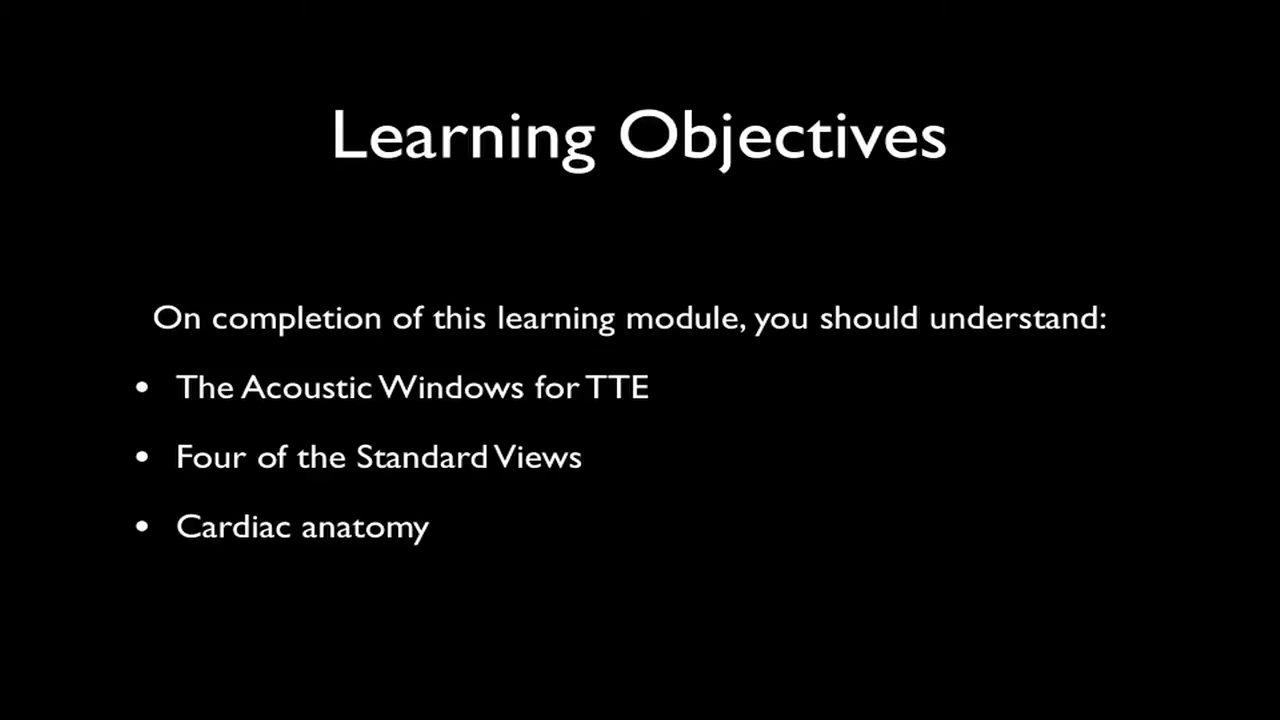 Learning Objectives
On completion of this learning module, you should understand:
• The Acoustic Windows for TTE
• Four of the Standard Views
• Cardiac anatomy